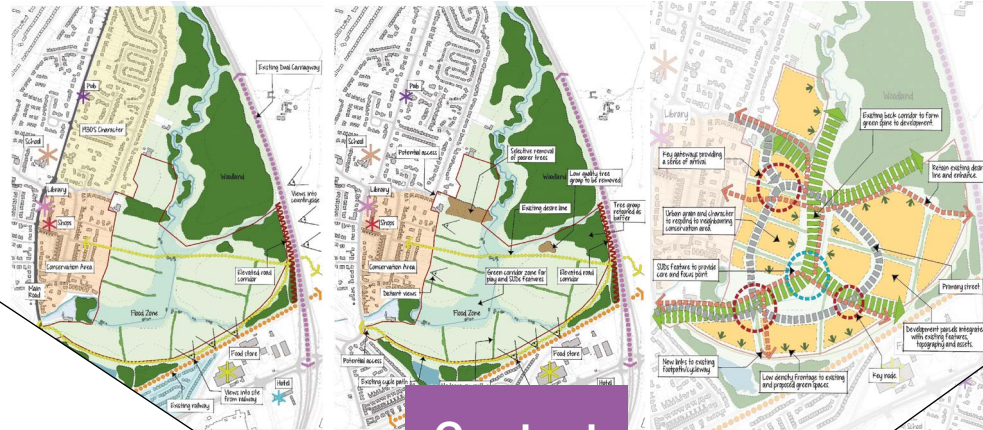 Existing Dual Carriageway
Pub
1930S Character
School
Library
Shops
Woodland
Views into
countryside
Conservation Area
Elevated road
corridor
Main
Road
Flood Zone
Food store
Views into site
from railway
Hotel
Existing railway
Pub
School
Potential access
Selective removal
of poorer trees
Low quality tree
group to be removed
Library
Shops
Woodland
Existing desire line
Tree group
retained as
buffer
Conservation Area
Distant views
Green corridor zone for
play and SUDs features
Elevated road
corridor
Flood Zone
Food store
Potential access
Existing cycle path
Hotel
Woodland
Library
Existing beck corridor to form
green spine to development.
Key gateways providing
a sense of arrival.
Retain existing desire
line and entrance.
Urban grain and character
to respond to neighbouring
conservation area.
SUDs feature to provide
core and focus point.
Primary street
Development parcels integrate
with existing features,
topography and assets.
New links to existing
footpath/cycleway
Low density frontage to existing
and proposed green spaces.
Key node